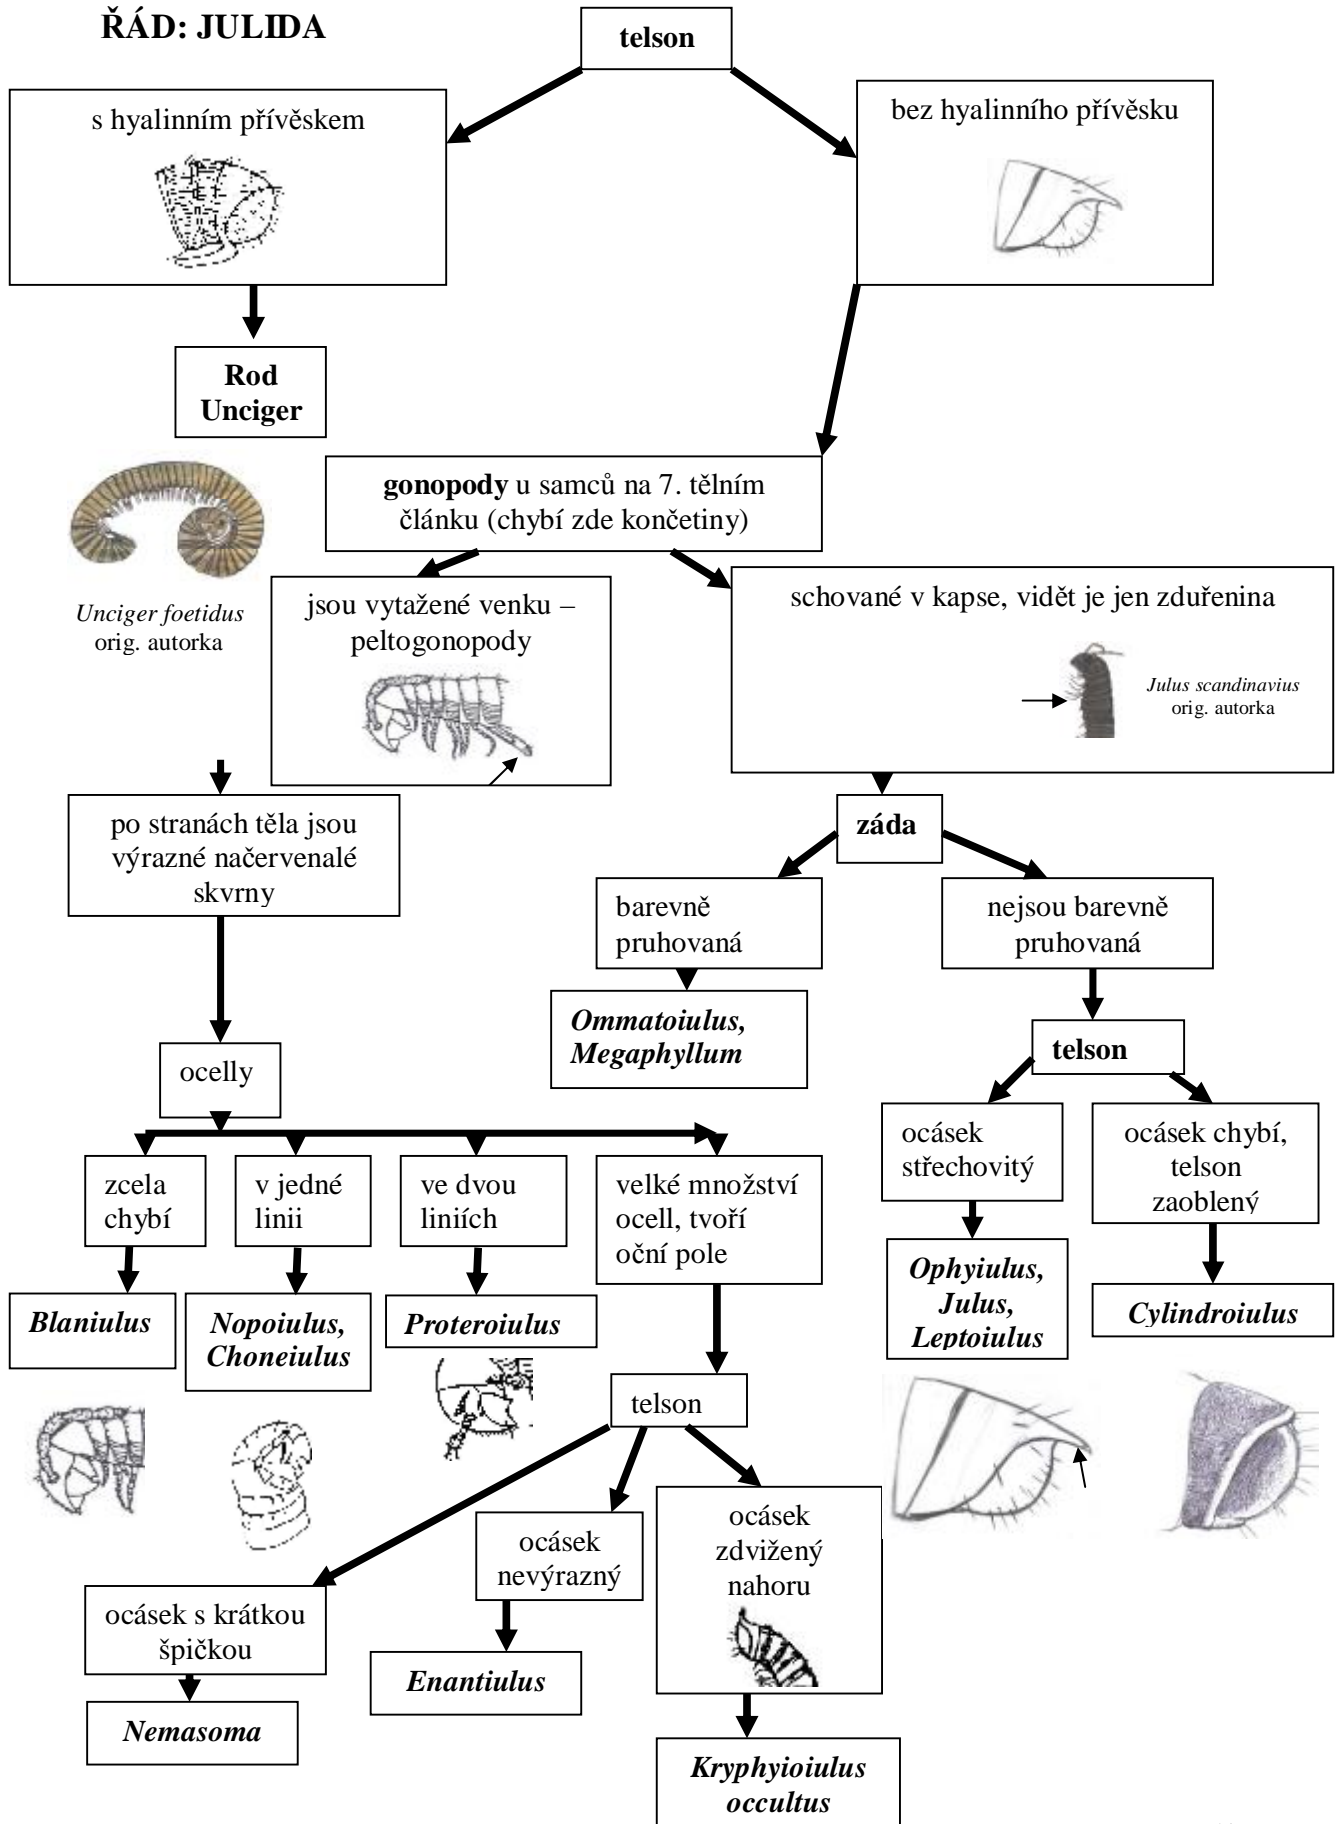 ŘÁD: JULIDA
telson
s hyalinním přívěskem
bez hyalinního přívěsku
Rod
Unciger
gonopody u samců na 7. tělním
článku (chybí zde končetiny)
Unciger foetidus
orig. autorka
jsou vytažené venku –
peltogonopody
schované v kapse, vidět je jen zduřenina
Julus scandinavius
orig. autorka
po stranách těla jsou
výrazné načervenalé
skvrny
záda
barevně
pruhovaná
nejsou barevně
pruhovaná
Ommatoiulus,
Megaphyllum
telson
ocelly
ocásek
střechovitý
ocásek chybí,
telson
zaoblený
zcela
chybí
v jedné
linii
ve dvou
liniích
velké množství
ocell, tvoří
oční pole
Ophyiulus,
Julus,
Leptoiulus
Cylindroiulus
Blaniulus
Nopoiulus,
Choneiulus
Proteroiulus
telson
ocásek
nevýrazný
ocásek
zdvižený
nahoru
ocásek s krátkou
špičkou
Enantiulus
Nemasoma
Kryphyioiulus
occultus